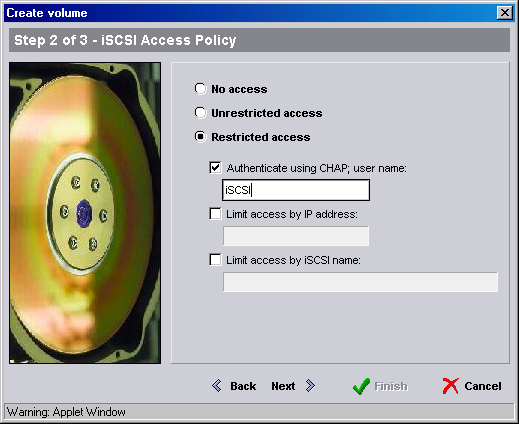 Create volume
Step 2 of 3 - iSCSI Access Policy
No access
Unrestricted access
Restricted access
Authenticate using CHAP; user name:
iSCSI
Limit access by IP address:
Limit access by iSCSI name:
Back Next Finish Cancel
Warning: Applet Window